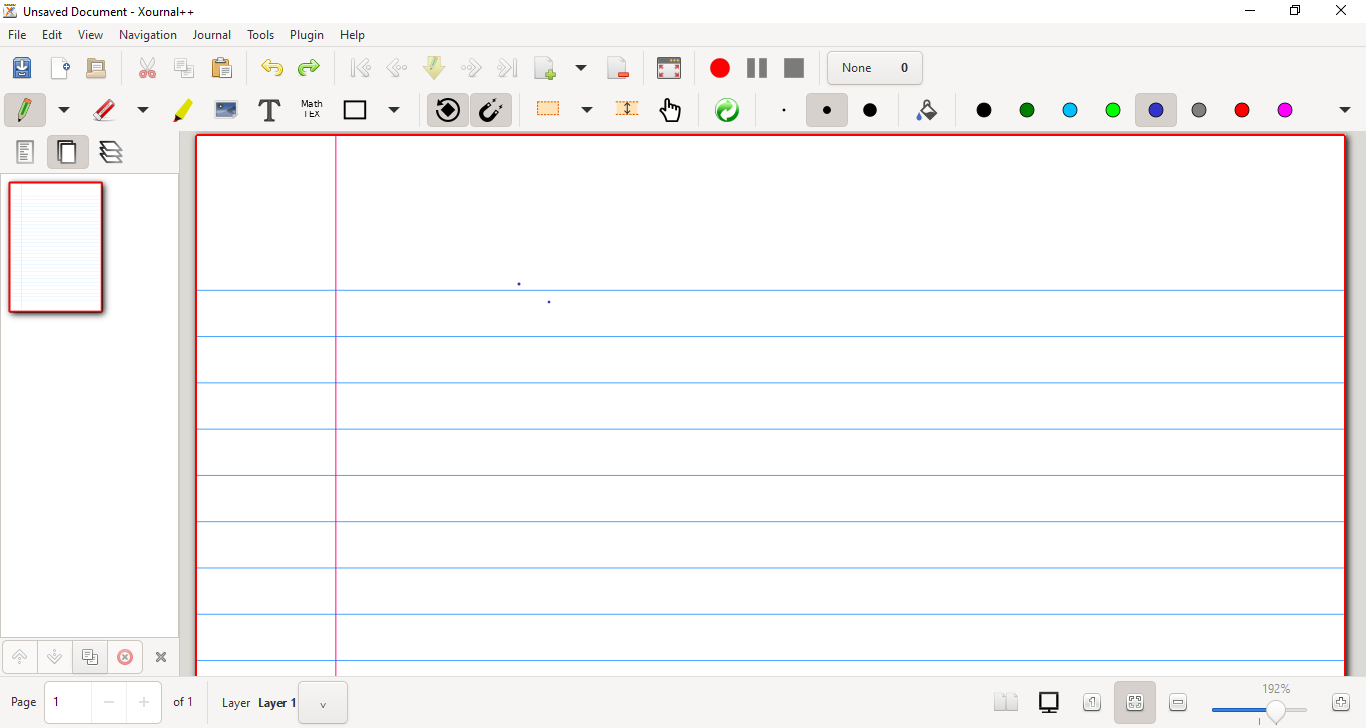 Unsaved Document - Xournal++
File Edit View Navigation Journal Tools Plugin Help
None 0
Math
TEX
192%
Page 1 of 1 Layer Layer 1 v 1